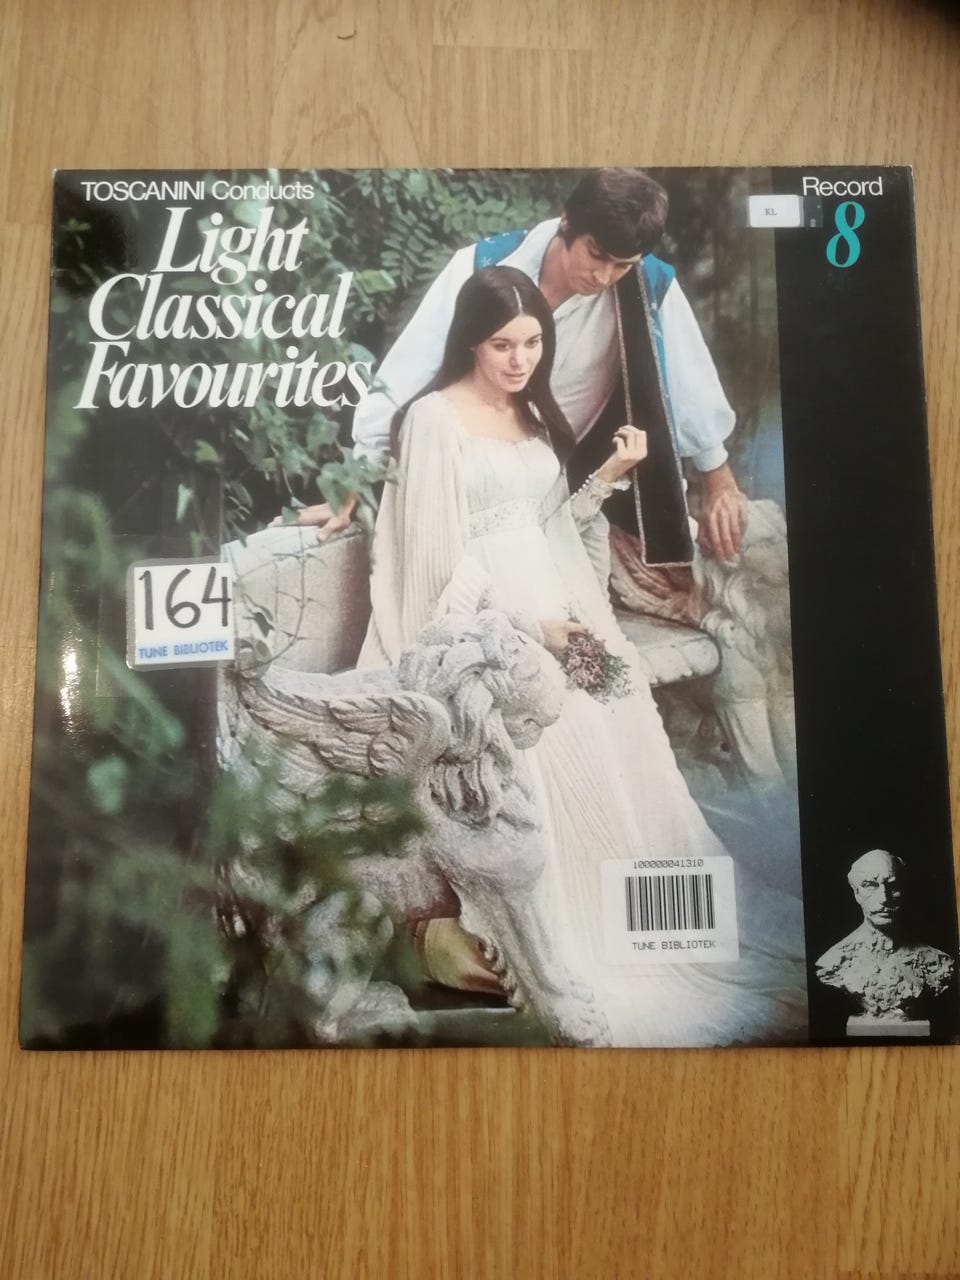 TOSCANINI Conducts
Light
Classical
Favourites
Record
8
KL
164
TUNE BIBLIOTEK
100000041310
TUNE BIBLIOTEK